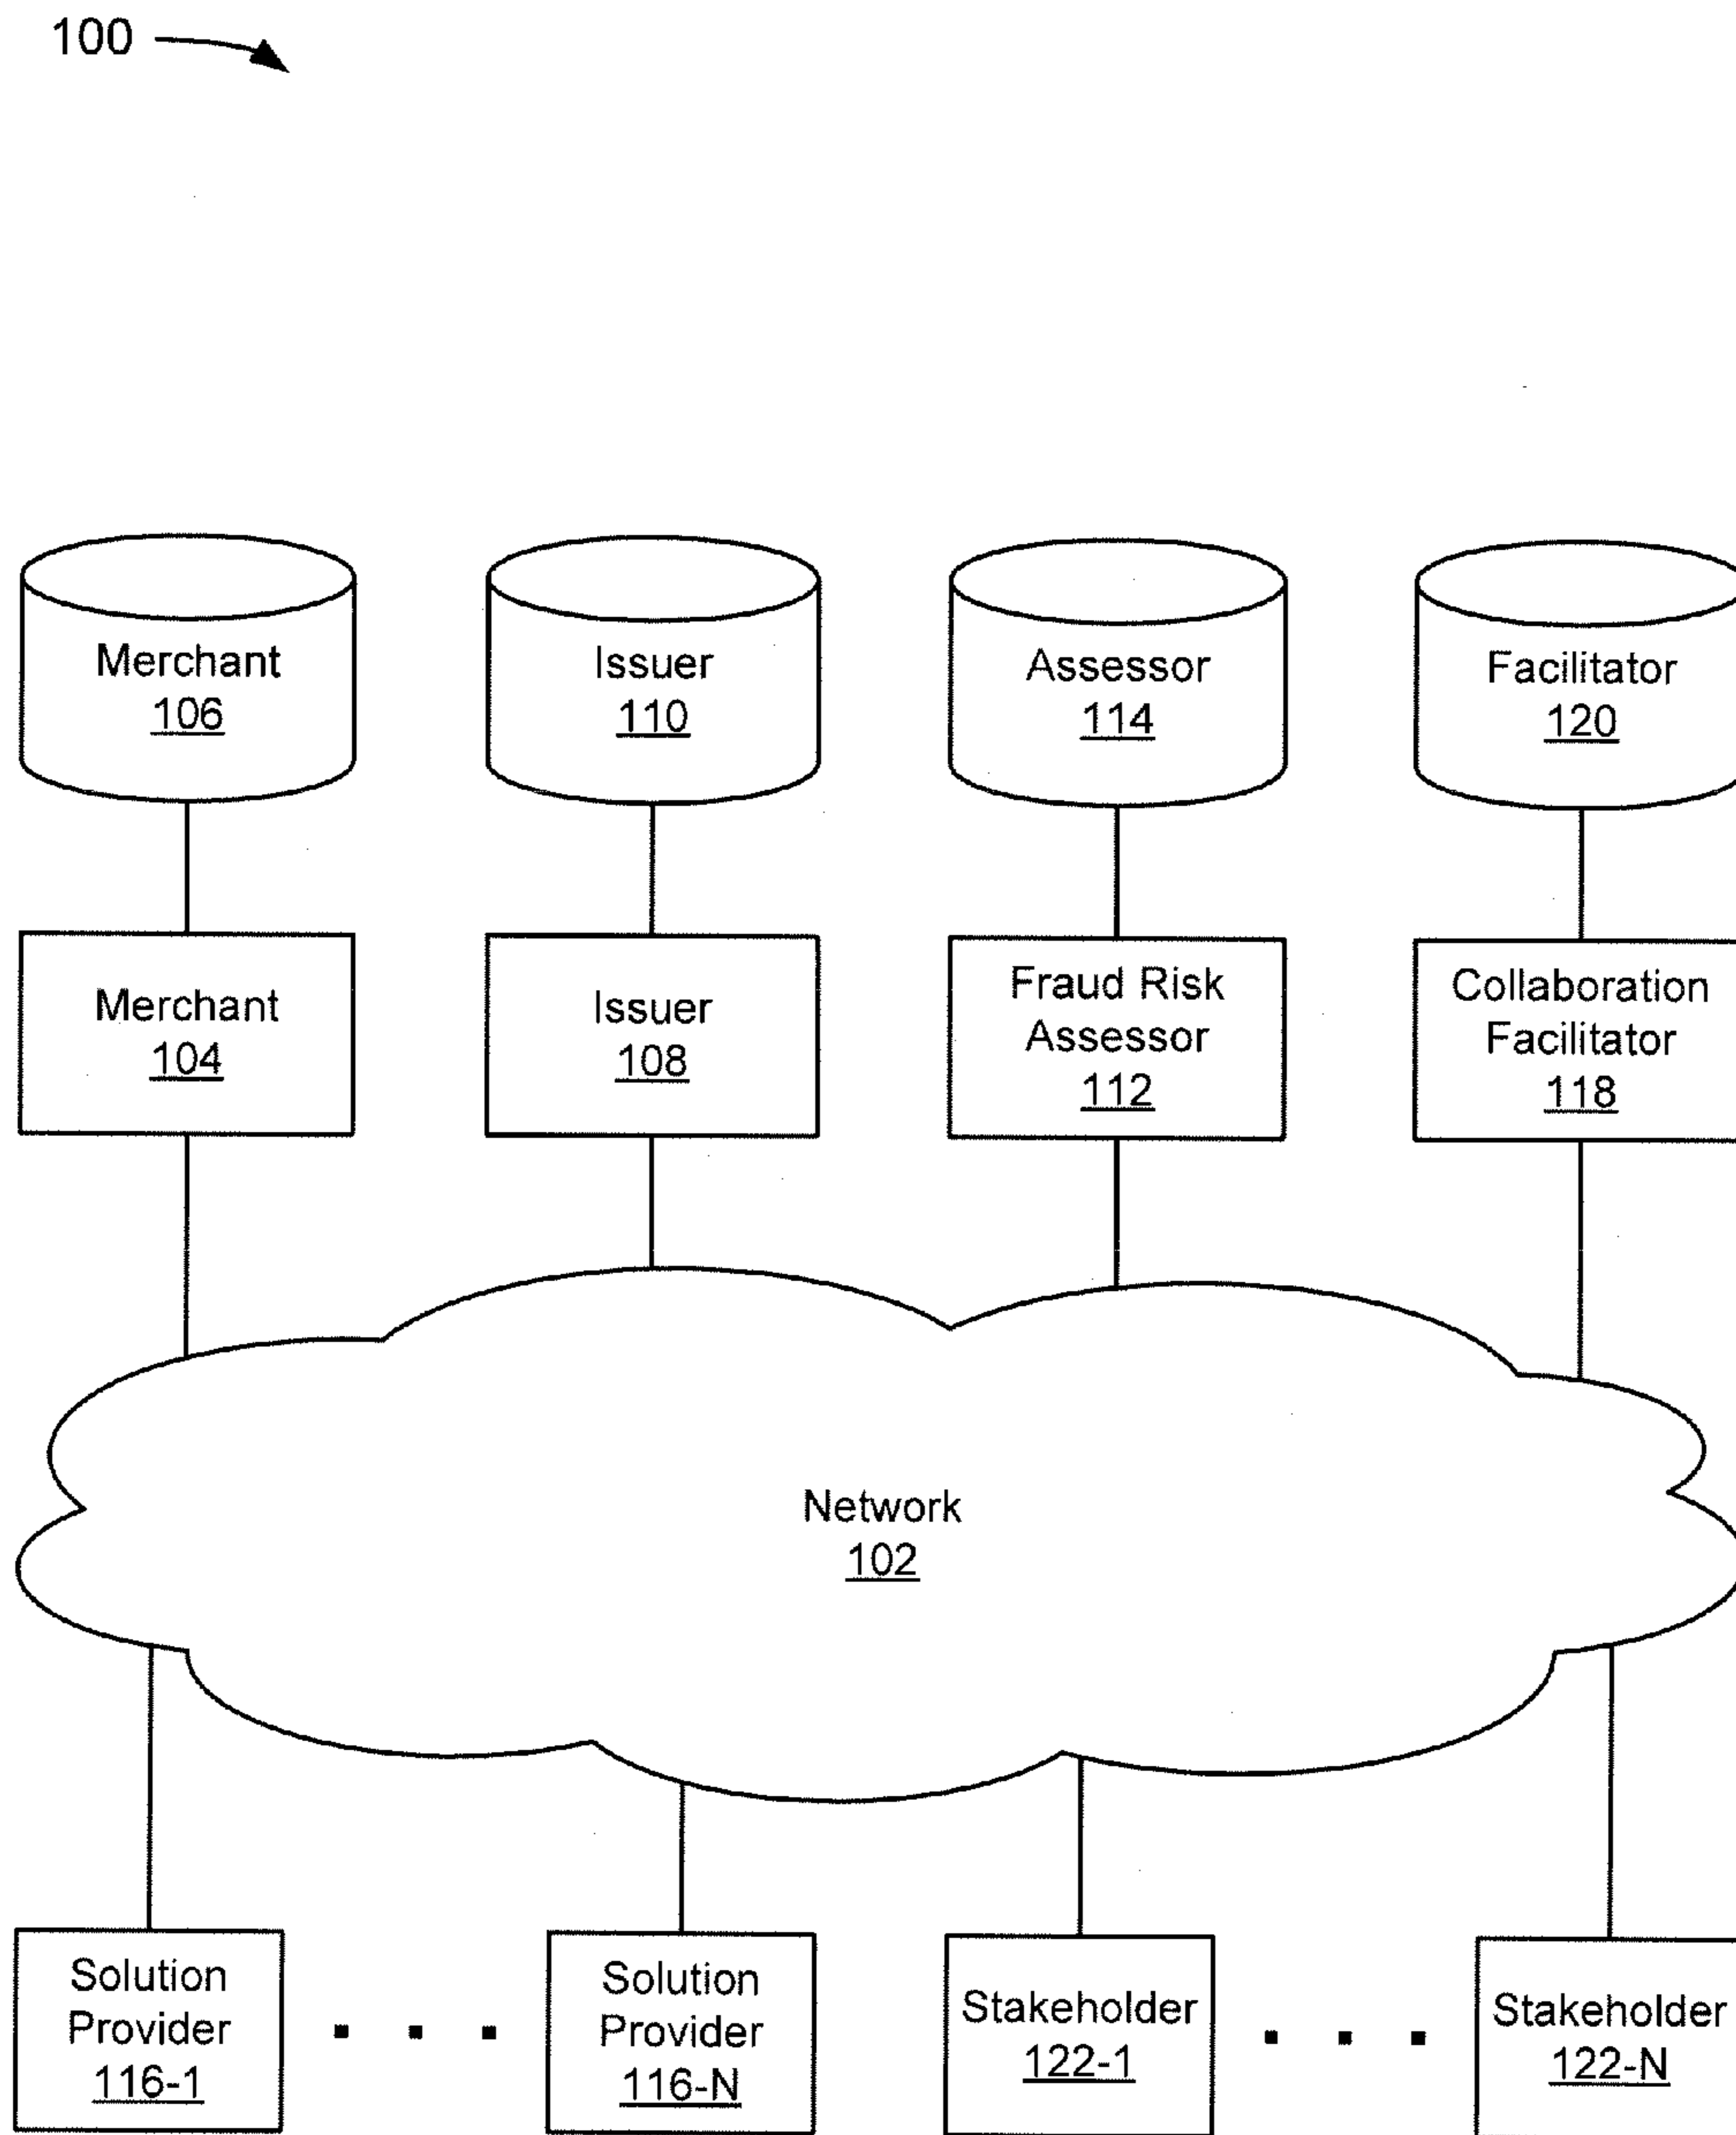 100
Merchant
106
Issuer
110
Assessor
114
Facilitator
120
Merchant
104
Issuer
108
Fraud Risk
Assessor
112
Collaboration
Facilitator
118
Network
102
Solution
Provider
116-1
Solution
Provider
116-N
Stakeholder
122-1
Stakeholder
122-N